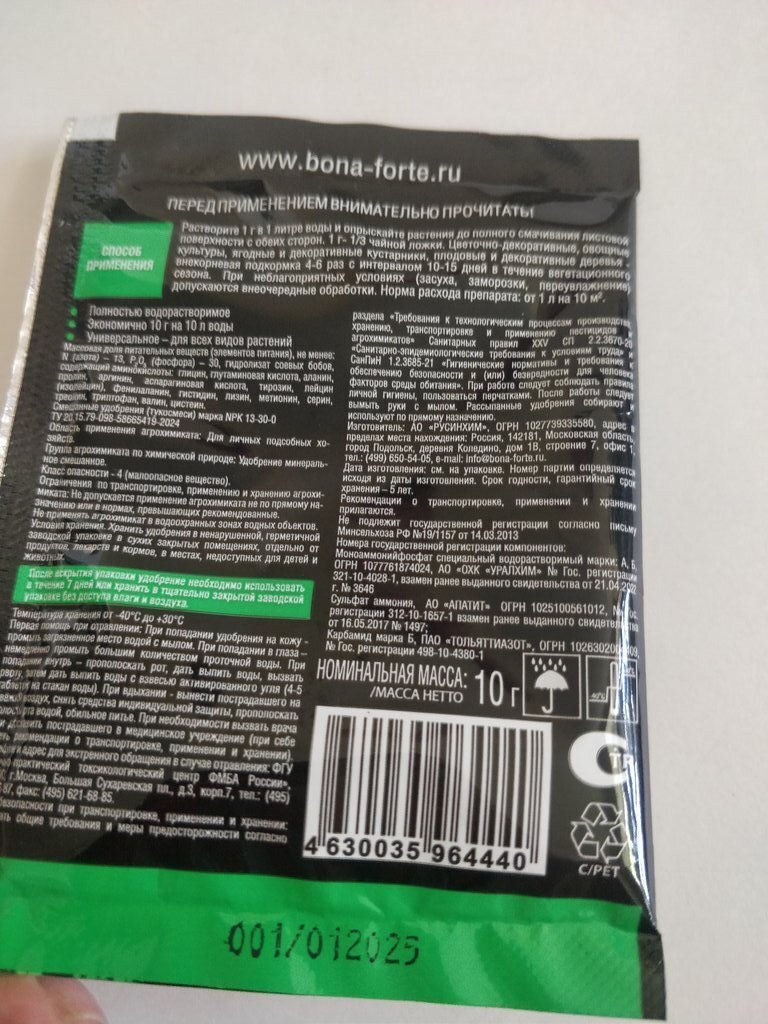 www.bona-forte.ru
ПЕРЕД ПРИМЕНЕНИЕМ ВНИМАТЕЛЬНО ПРОЧИТАТЬ!
СПОСОБ
ПРИМЕНЕНИЯ
Растворите 1 г в 1 литре воды и опрыскайте растения до полного смачивания листовой
поверхности с обеих сторон. 1 г- 1/3 чайной ложки. Цветочно-декоративные, овощные
культуры, ягодные и декоративные кустарники, плодовые и декоративные деревья -
внекорневая подкормка 4-6 раз с интервалом 10-15 дней в течение вегетационного
сезона. При неблагоприятных условиях (засуха, заморозки, переувлажнение)
допускаются внеочередные обработки. Норма расхода препарата: от 1 л на 10 м².
Полностью водорастворимое
Экономично 10 г на 10 л воды
Универсальное – для всех видов растений
Массовая доля питательных веществ (элементов питания), не менее:
N (азота) – 13, P₂O₅ (фосфора) – 30, гидролизат соевых бобов,
содержащий аминокислоты: глицин, глутаминовая кислота, аланин,
пролин, аргинин, аспарагиновая кислота, тирозин, лейцин
(изолейцин), фенилаланин, гистидин, лизин, метионин, серин,
треонин, триптофан, валин, цистеин.
Смешанные удобрения (тукосмеси) Марка NPK 13-30-0
ТУ 20.15.79-098-58665419-2024
Область применения агрохимиката: Для личных подсобных хо-
зяйств.
Группа агрохимиката по химической природе: Удобрение минераль-
ное смешанное.
Класс опасности - 4 (малоопасное вещество).
Ограничения по транспортировке, применению и хранению агрохи-
миката: Не допускается применение агрохимиката не по прямому на-
значению или в нормах, превышающих рекомендованные.
Не применять агрохимикат в водоохранных зонах водных объектов.
Условия хранения. Хранить удобрения в ненарушенной, герметичной
заводской упаковке в сухих закрытых помещениях, отдельно от
продуктов, лекарств и кормов, в местах, недоступных для детей и
животных.
После вскрытия упаковки удобрение необходимо использовать
в течение 7 дней или хранить в тщательно закрытой заводской
упаковке без доступа влаги и воздуха.
Температура хранения от -40°C до +30°C
Первая помощь при отравлении: При попадании удобрения на кожу -
промыть загрязненное место водой с мылом. При попадании в глаза –
немедленно промыть большим количеством проточной воды. При
попадании внутрь – прополоскать рот, дать выпить воды, вызвать
рвоту, затем дать выпить воды с взвесью активированного угля (4-5
таблеток на стакан воды). При вдыхании - вынести пострадавшего на
свежий воздух, снять средства индивидуальной защиты, прополоскать
полость рта водой, обильное питье. При необходимости вызвать врача
или доставить пострадавшего в медицинское учреждение (при себе
рекомендации о транспортировке, применении и хранении).
и адрес для экстренного обращения в случае отравления: ФГУ
практический токсикологический центр ФМБА России»,
г.Москва, Большая Сухаревская пл., д.3, корп.7, тел.: (495)
87, факс: (495) 621-68-85.
безопасности при транспортировке, применении и хранении:
общие требования и меры предосторожности согласно
раздела «Требования к технологическим процессам производства,
хранению, транспортировке и применению пестицидов и
агрохимикатов» Санитарных правил XXV СП 2.2.3670-20
«Санитарно-эпидемиологические требования к условиям труда» и
СанПиН 1.2.3685-21 «Гигиенические нормативы и требования к
обеспечению безопасности и (или) безвредности для человека
факторов среды обитания». При работе следует соблюдать правила
личной гигиены, пользоваться перчатками. После работы следует
вымыть руки с мылом. Рассыпанные удобрения собирают и
используют по прямому назначению.
Изготовитель: АО «РУСИНХИМ», ОГРН 1027739335580, адрес в
пределах места нахождения: Россия, 142181, Московская область,
город Подольск, деревня Коледино, дом 1В, строение 7, офис 1,
тел.: (499) 650-54-05, e-mail: info@bona-forte.ru.
Дата изготовления: см. на упаковке. Номер партии определяется
исходя из даты изготовления. Срок годности, гарантийный срок
хранения – 5 лет.
Рекомендации о транспортировке, применении и хранении
прилагаются.
Не подлежит государственной регистрации согласно письму
Минсельхоза РФ №19/1157 от 14.03.2013
Номера государственной регистрации компонентов:
Моноаммонийфосфат специальный водорастворимый марки: А, Б,
ОГРН 1077761874024, АО «ОХК «УРАЛХИМ» № Гос. регистрации
321-10-4028-1, взамен ранее выданного свидетельства от 21.04.202
г. № 3646
Сульфат аммония, АО «АПАТИТ» ОГРН 1025100561012, № Гос.
регистрации 312-10-1657-1 взамен ранее выданного свидетельства
от 16.05.2017 № 1497;
Карбамид марка Б, ПАО «ТОЛЬЯТТИАЗОТ», ОГРН
№ Гос. регистрации 498-10-4380-1
НОМИНАЛЬНАЯ МАССА:
/МАССА НЕТТО
10 г
4 630035 964440
C/PET
001/012025